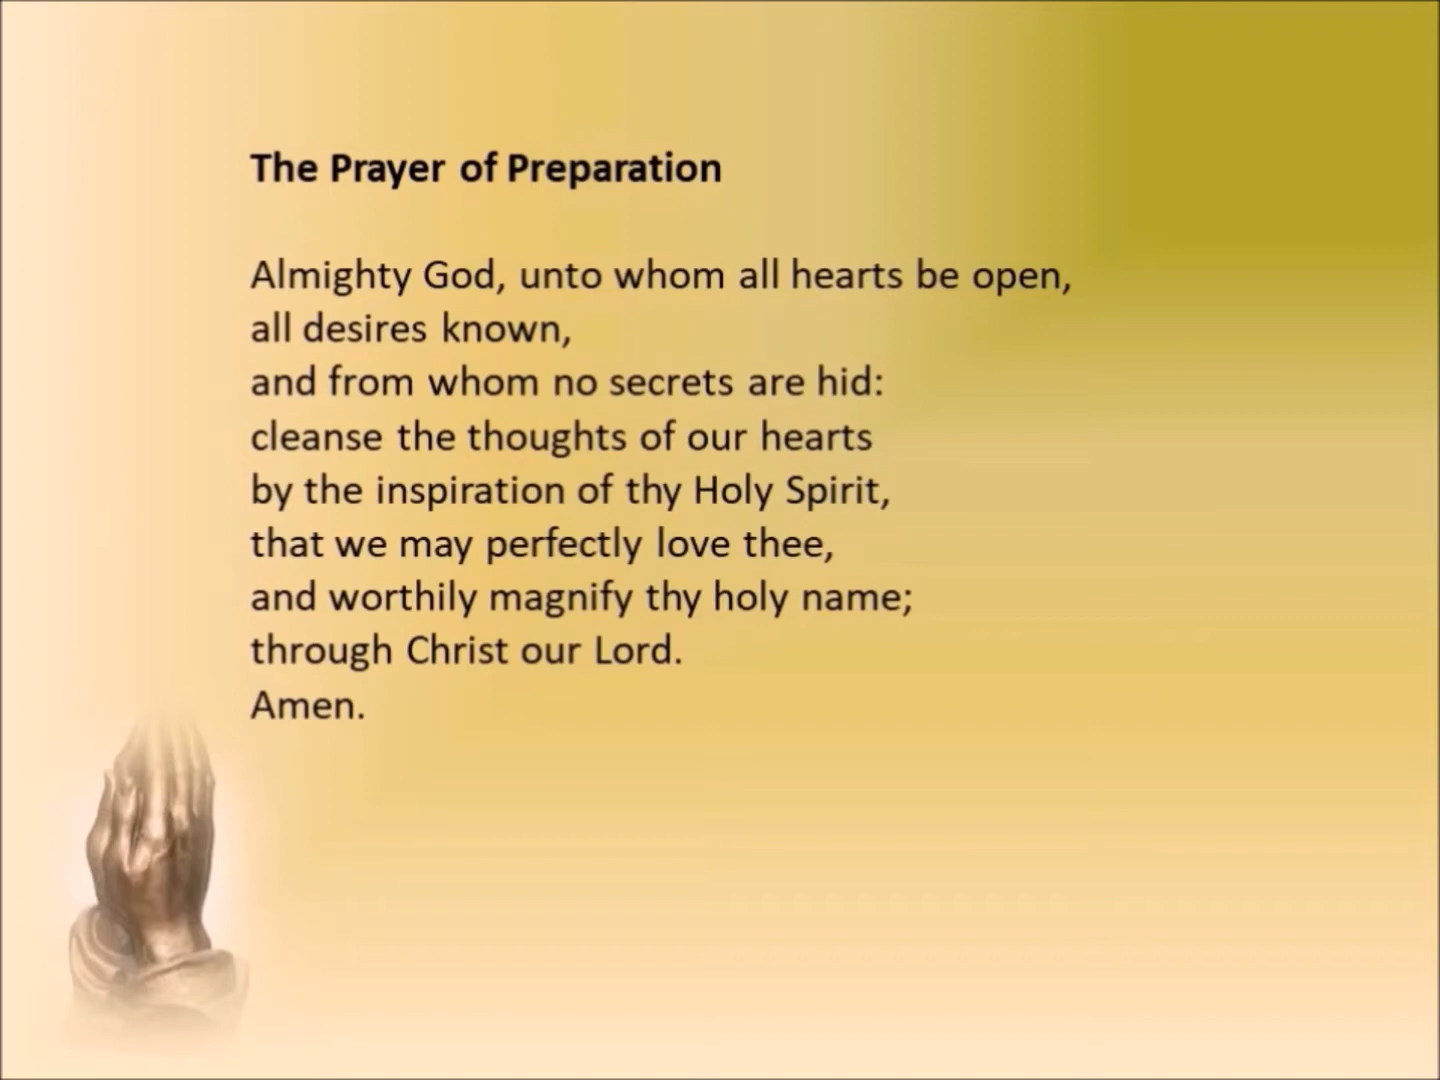 The Prayer of Preparation
Almighty God, unto whom all hearts be open,
all desires known,
and from whom no secrets are hid:
cleanse the thoughts of our hearts
by the inspiration of thy Holy Spirit,
that we may perfectly love thee,
and worthily magnify thy holy name;
through Christ our Lord.
Amen.